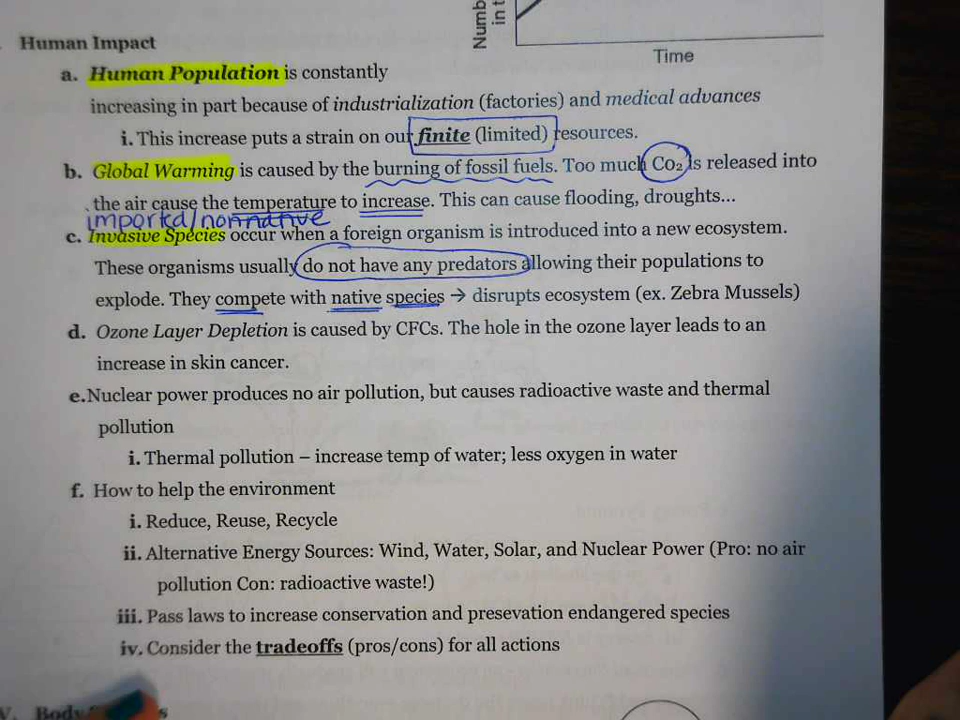 Numb
in t
Time
Human Impact
a. Human Population is constantly
increasing in part because of industrialization (factories) and medical advances
i. This increase puts a strain on our finite (limited) resources.
b. Global Warming is caused by the burning of fossil fuels. Too much Co2 is released into
the air cause the temperature to increase. This can cause flooding, droughts...
imported/nonnative
c. Invasive Species occur when a foreign organism is introduced into a new ecosystem.
These organisms usually do not have any predators allowing their populations to
explode. They compete with native species → disrupts ecosystem (ex. Zebra Mussels)
d. Ozone Layer Depletion is caused by CFCs. The hole in the ozone layer leads to an
increase in skin cancer.
e.Nuclear power produces no air pollution, but causes radioactive waste and thermal
pollution
i. Thermal pollution – increase temp of water; less oxygen in water
f. How to help the environment
i. Reduce, Reuse, Recycle
ii. Alternative Energy Sources: Wind, Water, Solar, and Nuclear Power (Pro: no air
pollution Con: radioactive waste!)
iii. Pass laws to increase conservation and presevation endangered species
iv. Consider the tradeoffs (pros/cons) for all actions
V. Body